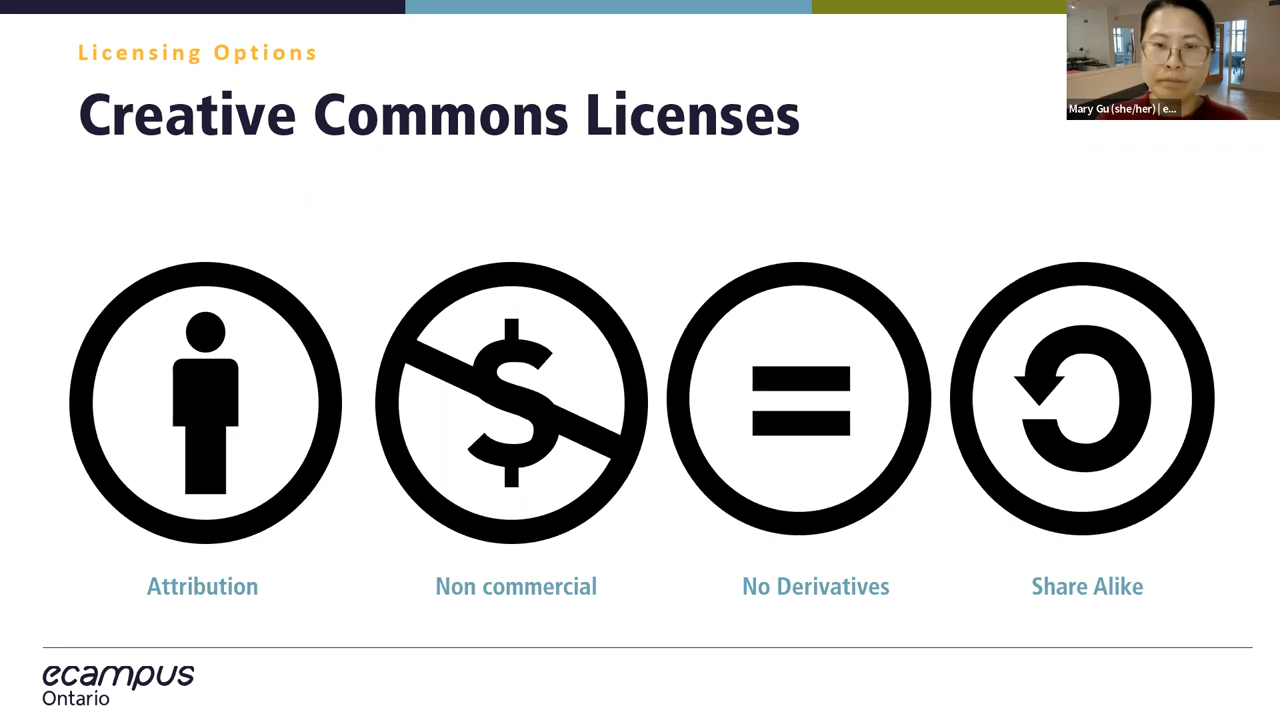 Licensing Options
Creative Commons Licenses
Mary Gu (she/her) | e...
Attribution
Non commercial
No Derivatives
Share Alike
ecampus
Ontario